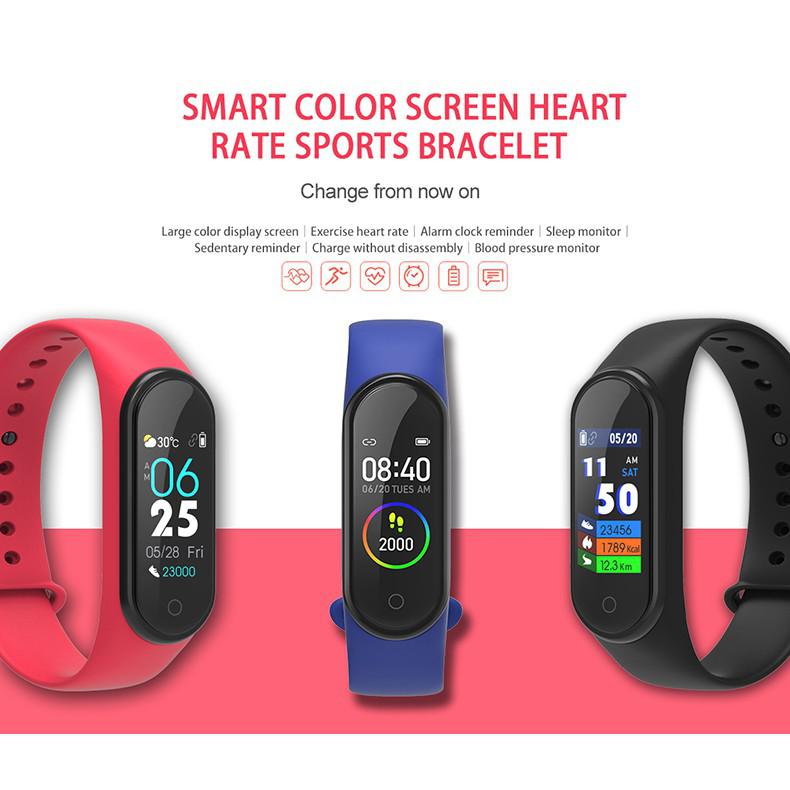 SMART COLOR SCREEN HEART
RATE SPORTS BRACELET
Change from now on
Large color display screen | Exercise heart rate | Alarm clock reminder | Sleep monitor |
Sedentary reminder | Charge without disassembly | Blood pressure monitor
30°C
AM
06
25
05/28 Fri
23000
08:40
06/20 TUES AM
2000
05/20
11 AM
SAT
50
23456
1789 Kcal
12.3 Km